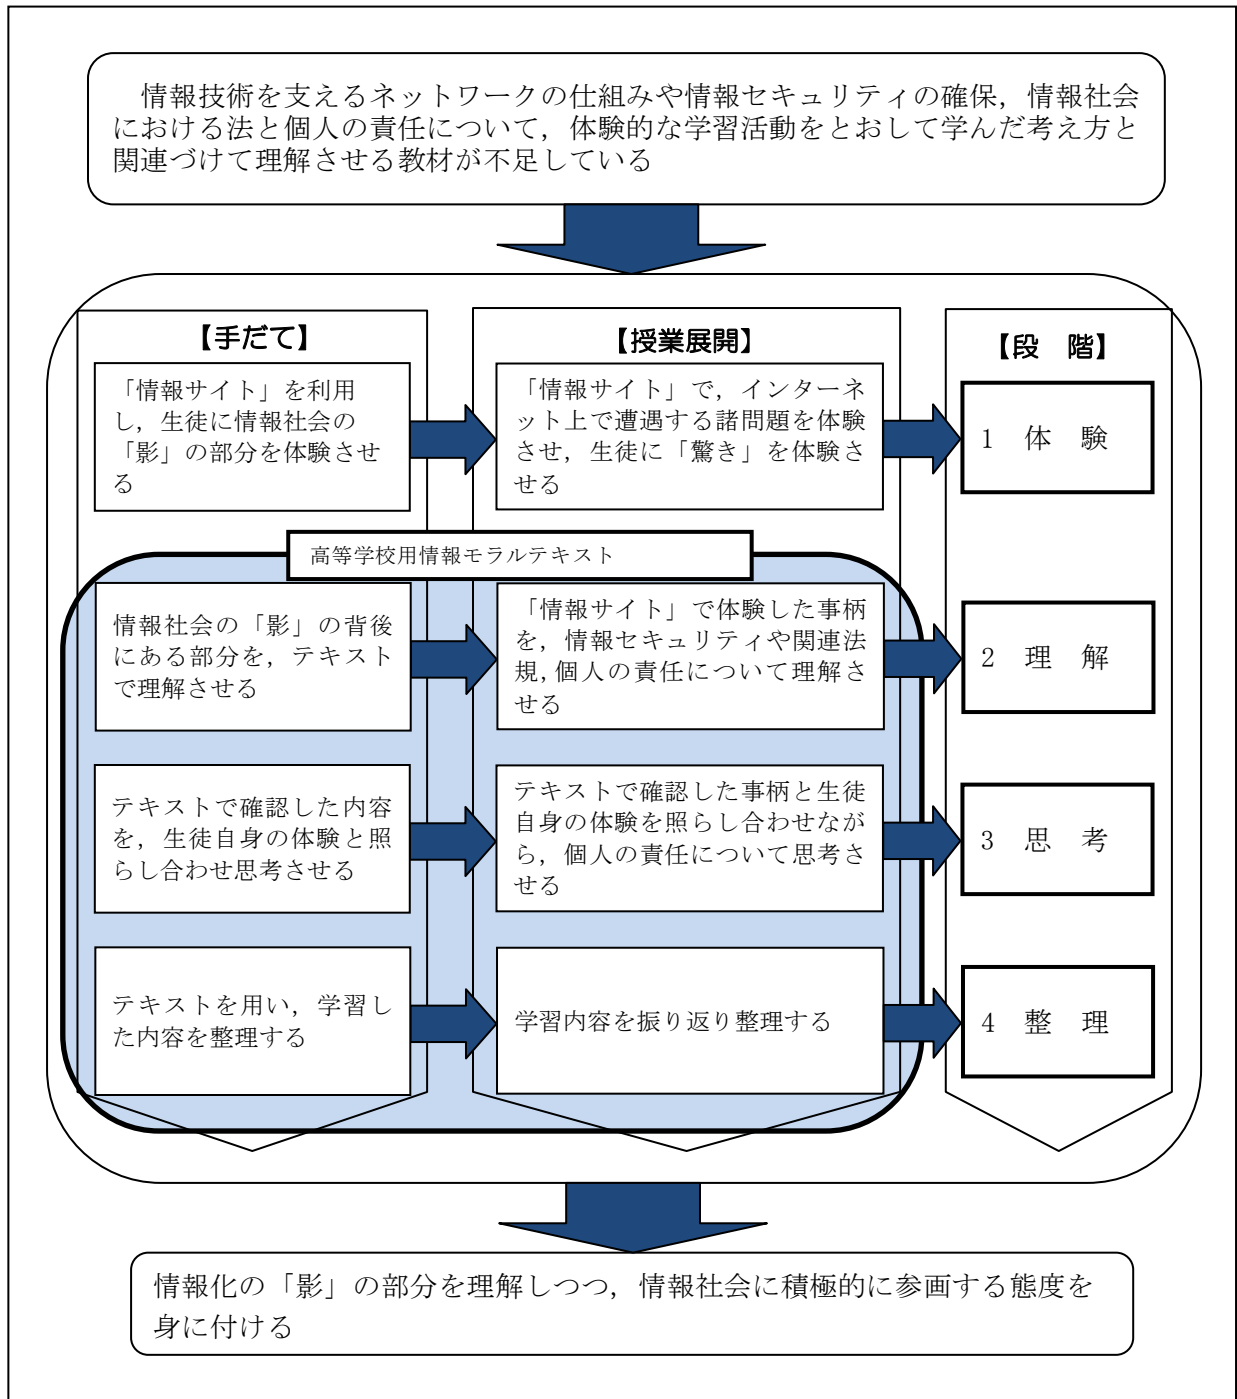 情報技術を支えるネットワークの仕組みや情報セキュリティの確保，情報社会
における法と個人の責任について，体験的な学習活動をとおして学んだ考え方と
関連づけて理解させる教材が不足している
【手だて】
【授業展開】
【段　階】
「情報サイト」を利用
し，生徒に情報社会の
「影」の部分を体験させ
る
「情報サイト」で，インターネ
ット上で遭遇する諸問題を体験
させ，生徒に「驚き」を体験さ
せる
1　体　験
高等学校用情報モラルテキスト
情報社会の「影」の背後
にある部分を，テキスト
で理解させる
「情報サイト」で体験した事柄
を，情報セキュリティや関連法
規，個人の責任について理解さ
せる
2　理　解
テキストで確認した内容
を，生徒自身の体験と照
らし合わせ思考させる
テキストで確認した事柄と生徒
自身の体験を照らし合わせなが
ら，個人の責任について思考さ
せる
3　思　考
テキストを用い，学習し
た内容を整理する
学習内容を振り返り整理する
4　整　理
情報化の「影」の部分を理解しつつ，情報社会に積極的に参画する態度を
身に付ける